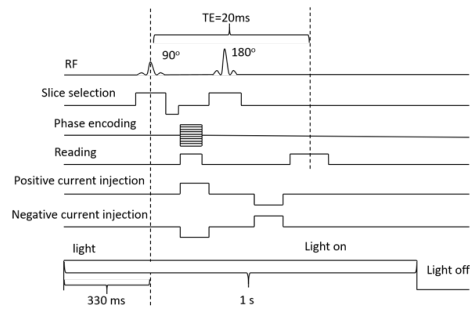 TE=20ms
90°
180°
RF
Slice selection
Phase encoding
Reading
Positive current injection
Negative current injection
light
Light on
Light off
330 ms
1 s